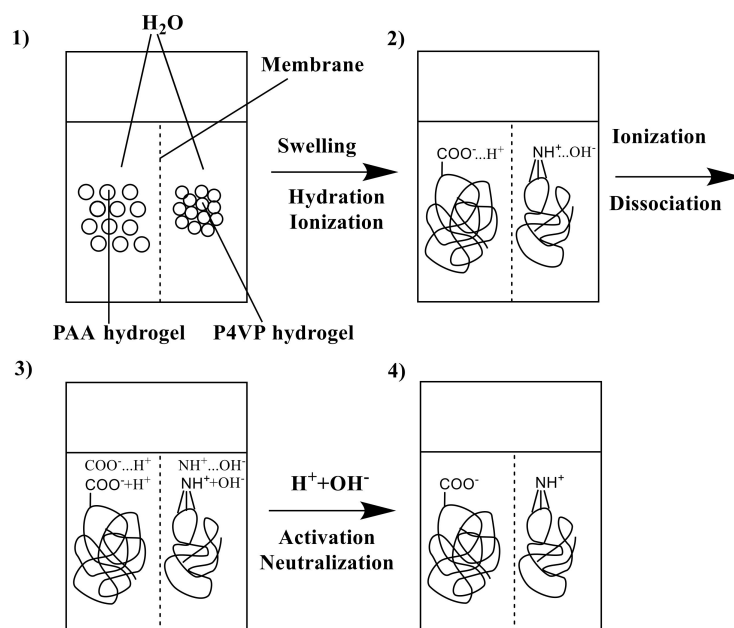 1)
H₂O
2)
Membrane
Swelling
Hydration
Ionization
COO⁻...H⁺
NH⁺...OH⁻
Ionization
Dissociation
PAA hydrogel
P4VP hydrogel
3)
4)
COO⁻...H⁺
COO⁻+H⁺
NH⁺...OH⁻
NH⁺+OH⁻
H⁺+OH⁻
Activation
Neutralization
COO⁻
NH⁺